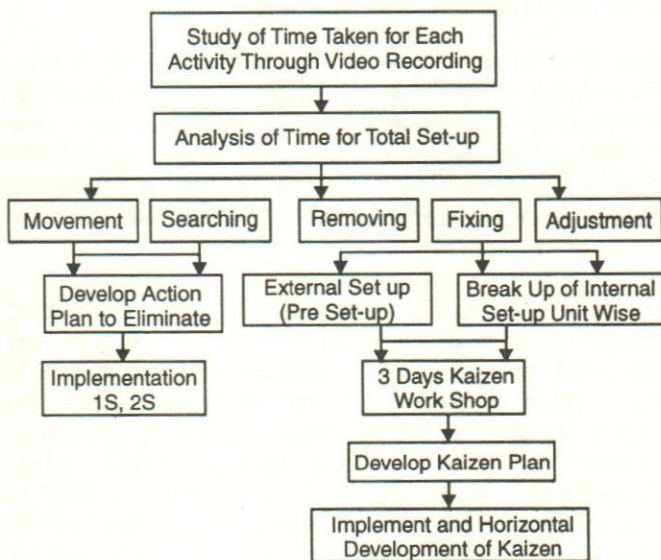 Study of Time Taken for Each
Activity Through Video Recording
Analysis of Time for Total Set-up
Movement
Searching
Removing
Fixing
Adjustment
Develop Action
Plan to Eliminate
External Set up
(Pre Set-up)
Break Up of Internal
Set-up Unit Wise
Implementation
1S, 2S
3 Days Kaizen
Work Shop
Develop Kaizen Plan
Implement and Horizontal
Development of Kaizen